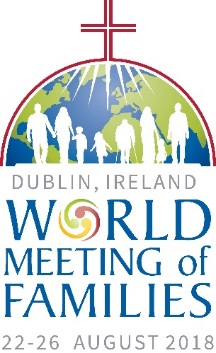 DUBLIN, IRELAND
WORLD
MEETING of
FAMILIES
22-26 AUGUST 2018